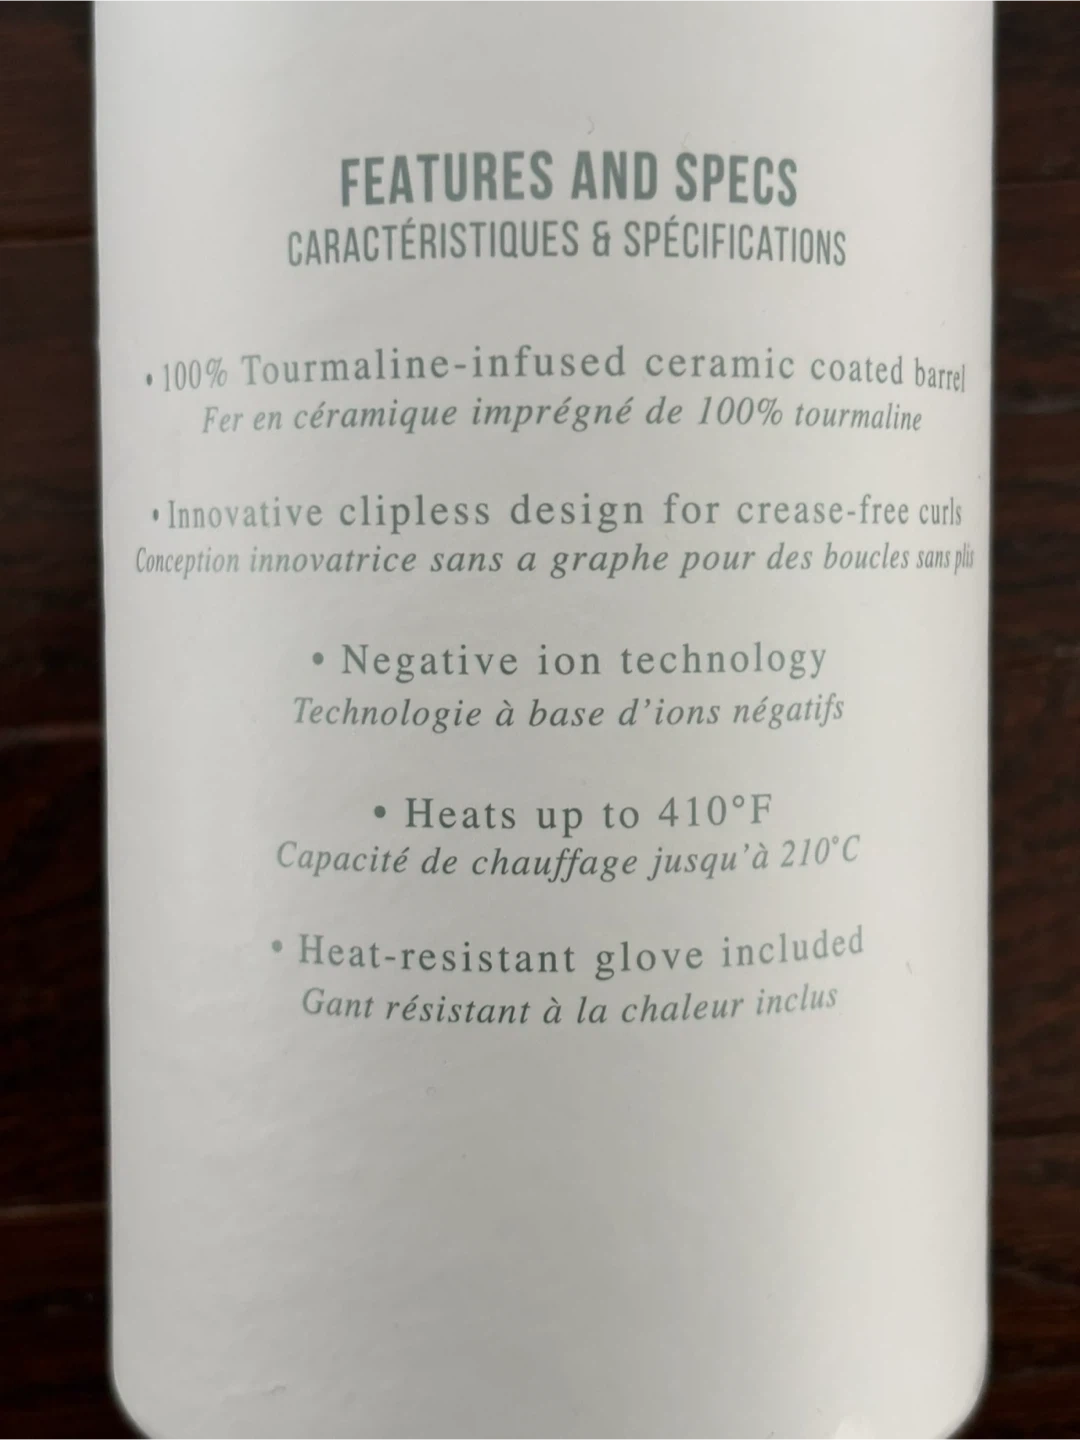 FEATURES AND SPECS
CARACTÉRISTIQUES & SPÉCIFICATIONS
• 100% Tourmaline-infused ceramic coated barrel
Fer en céramique imprégné de 100% tourmaline
• Innovative clipless design for crease-free curls
Conception innovatrice sans a graphe pour des boucles sans plis
• Negative ion technology
Technologie à base d'ions négatifs
• Heats up to 410°F
Capacité de chauffage jusqu'à 210°C
• Heat-resistant glove included
Gant résistant à la chaleur inclus